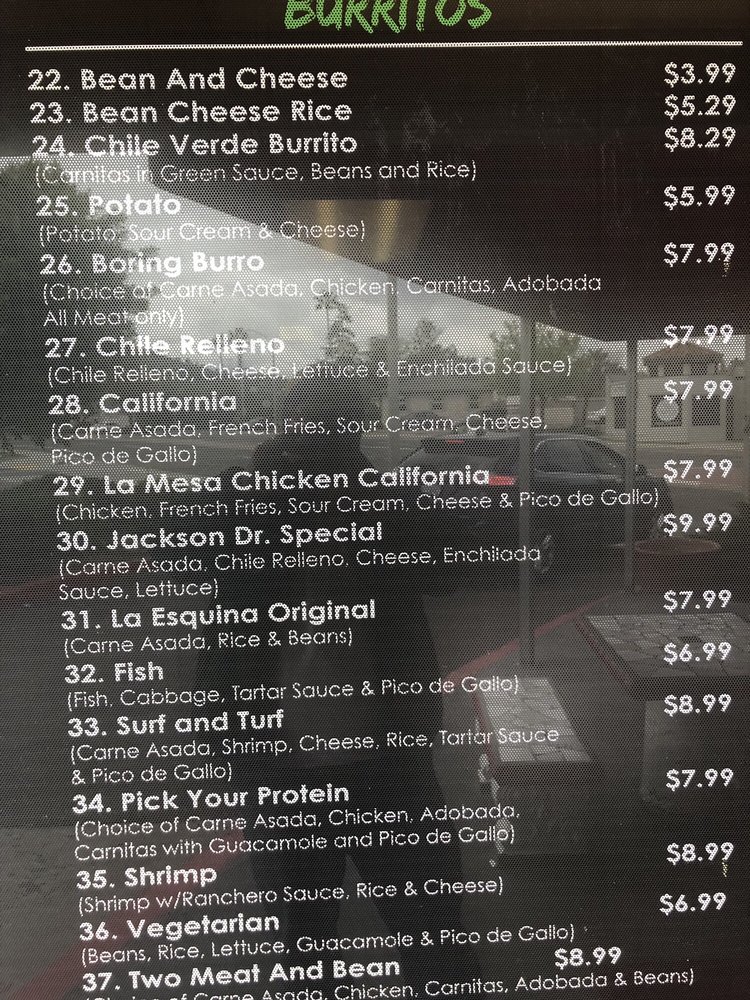 BURRITOS
22. Bean And Cheese $3.99
23. Bean Cheese Rice $5.29
24. Chile Verde Burrito $8.29
(Carnitas in Green Sauce, Beans and Rice)
25. Potato $5.99
(Potato, Sour Cream & Cheese)
26. Boring Burro $7.99
(Choice of Carne Asada, Chicken, Carnitas, Adobada
All Meat only)
27. Chile Relleno $7.99
(Chile Relleno, Cheese, Lettuce & Enchilada Sauce)
28. California $7.99
(Carne Asada, French Fries, Sour Cream, Cheese,
Pico de Gallo)
29. La Mesa Chicken California $7.99
(Chicken, French Fries, Sour Cream, Cheese & Pico de Gallo)
30. Jackson Dr. Special $9.99
(Carne Asada, Chile Relleno, Cheese, Enchilada
Sauce, Lettuce)
31. La Esquina Original $7.99
(Carne Asada, Rice & Beans)
32. Fish $6.99
(Fish, Cabbage, Tartar Sauce & Pico de Gallo)
33. Surf and Turf $8.99
(Carne Asada, Shrimp, Cheese, Rice, Tartar Sauce
& Pico de Gallo)
34. Pick Your Protein $7.99
(Choice of Carne Asada, Chicken, Adobada,
Carnitas with Guacamole and Pico de Gallo)
35. Shrimp $8.99
(Shrimp w/Ranchero Sauce, Rice & Cheese)
36. Vegetarian $6.99
(Beans, Rice, Lettuce, Guacamole & Pico de Gallo)
37. Two Meat And Bean $8.99
(Choice of Carne Asada, Chicken, Carnitas, Adobada & Beans)